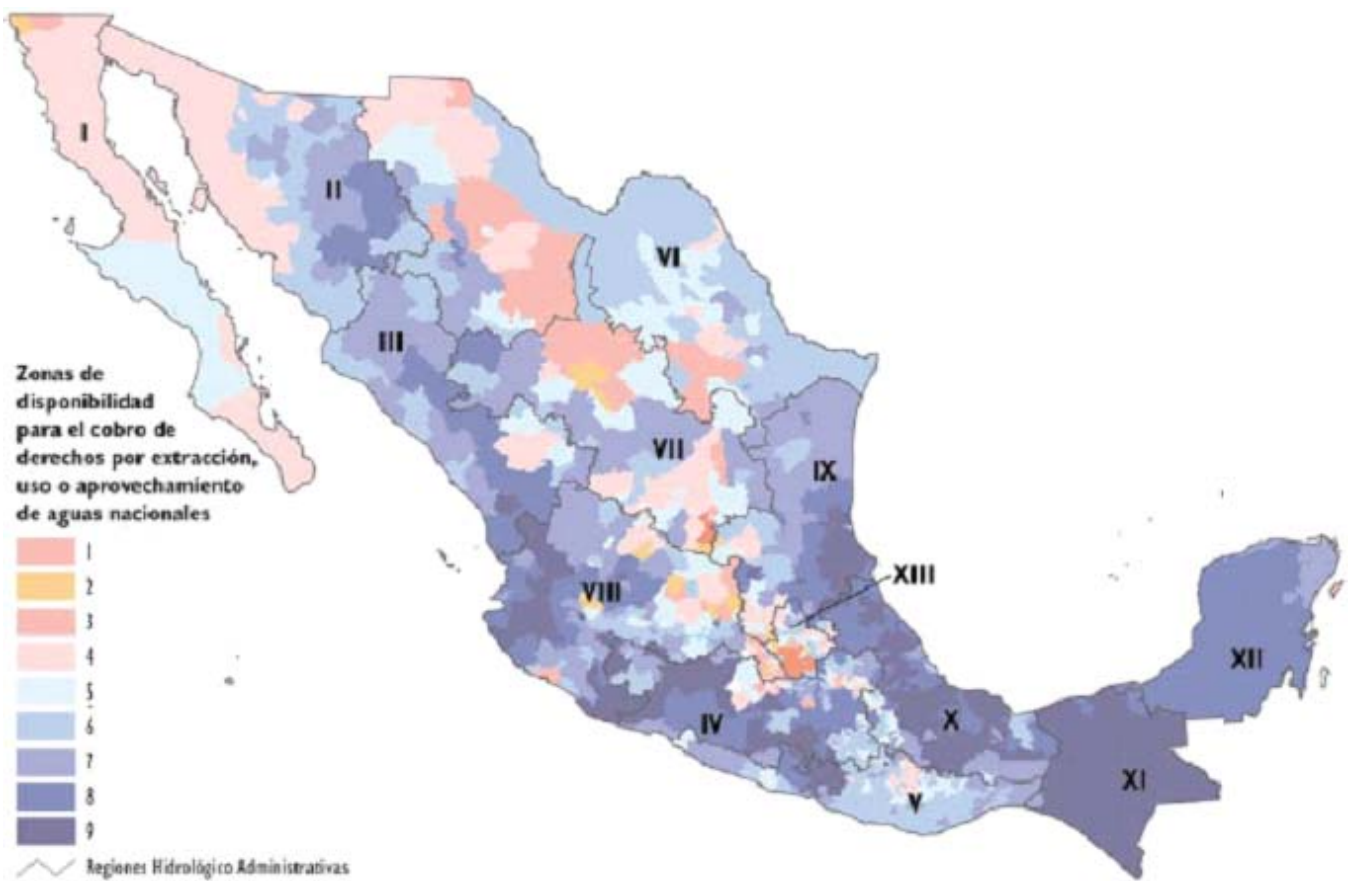 I
II
VI
III
Zonas de
disponibilidad
para el cobro de
derechos por extracción,
uso o aprovechamiento
de aguas nacionales
VII
IX
XIII
VIII
XII
IV
X
XI
V
1
2
3
4
5
6
7
8
9
Regiones Hidrológico Administrativas